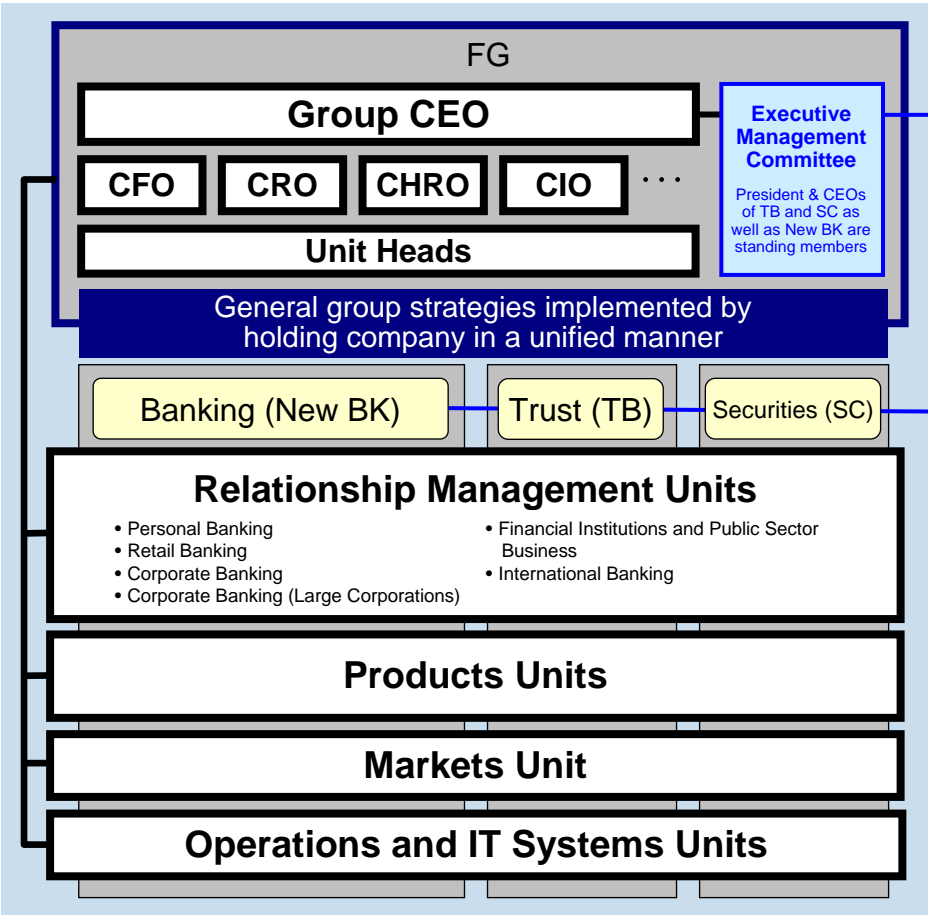 FG
Group CEO
CFO
CRO
CHRO
CIO
...
Unit Heads
Executive
Management
Committee
President & CEOs
of TB and SC as
well as New BK are
standing members
General group strategies implemented by
holding company in a unified manner
Banking (New BK)
Trust (TB)
Securities (SC)
Relationship Management Units
• Personal Banking
• Retail Banking
• Corporate Banking
• Corporate Banking (Large Corporations)
• Financial Institutions and Public Sector
Business
• International Banking
Products Units
Markets Unit
Operations and IT Systems Units